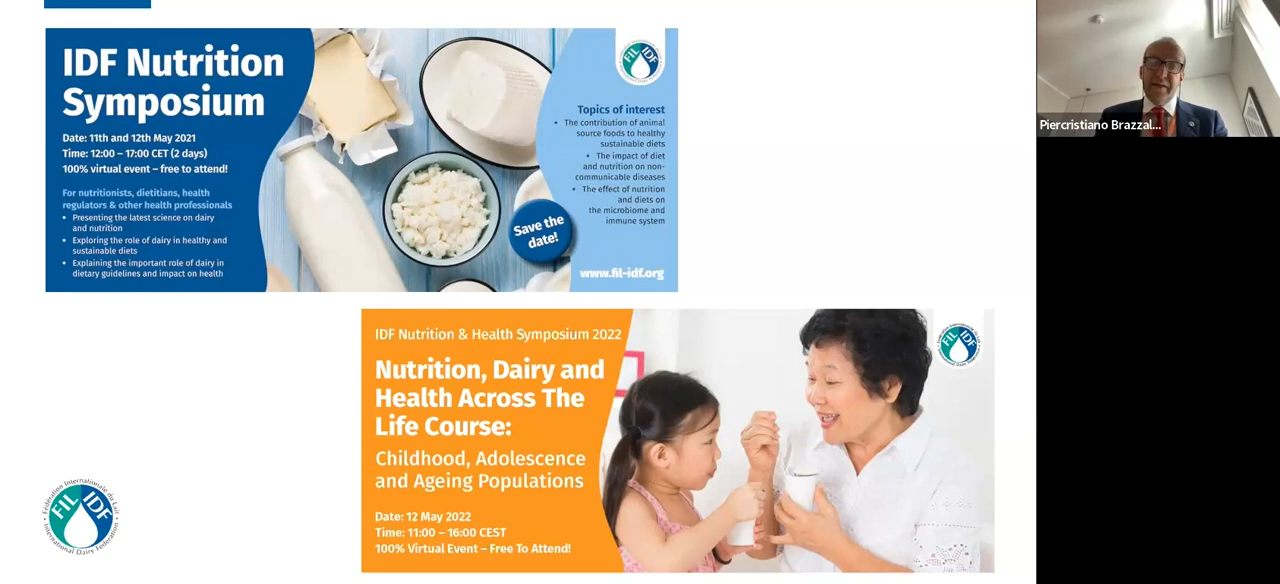 IDF Nutrition
Symposium
Date: 11th and 12th May 2021
Time: 12:00 – 17:00 CET (2 days)
100% virtual event – free to attend!
For nutritionists, dietitians, health
regulators & other health professionals
• Presenting the latest science on dairy
and nutrition
• Exploring the role of dairy in healthy and
sustainable diets
• Explaining the important role of dairy in
dietary guidelines and impact on health
Save the
date!
FIL IDF
Topics of interest
• The contribution of animal
source foods to healthy
sustainable diets
• The impact of diet
and nutrition on non-
communicable diseases
• The effect of nutrition
and diets on
the microbiome and
immune system
www.fil-idf.org
Piercristiano Brazzal...
IDF Nutrition & Health Symposium 2022
Nutrition, Dairy and
Health Across The
Life Course:
Childhood, Adolescence
and Ageing Populations
Date: 12 May 2022
Time: 11:00 – 16:00 CEST
100% Virtual Event – Free To Attend!
FIL IDF
Fédération Internationale du Lait
FIL IDF
International Dairy Federation